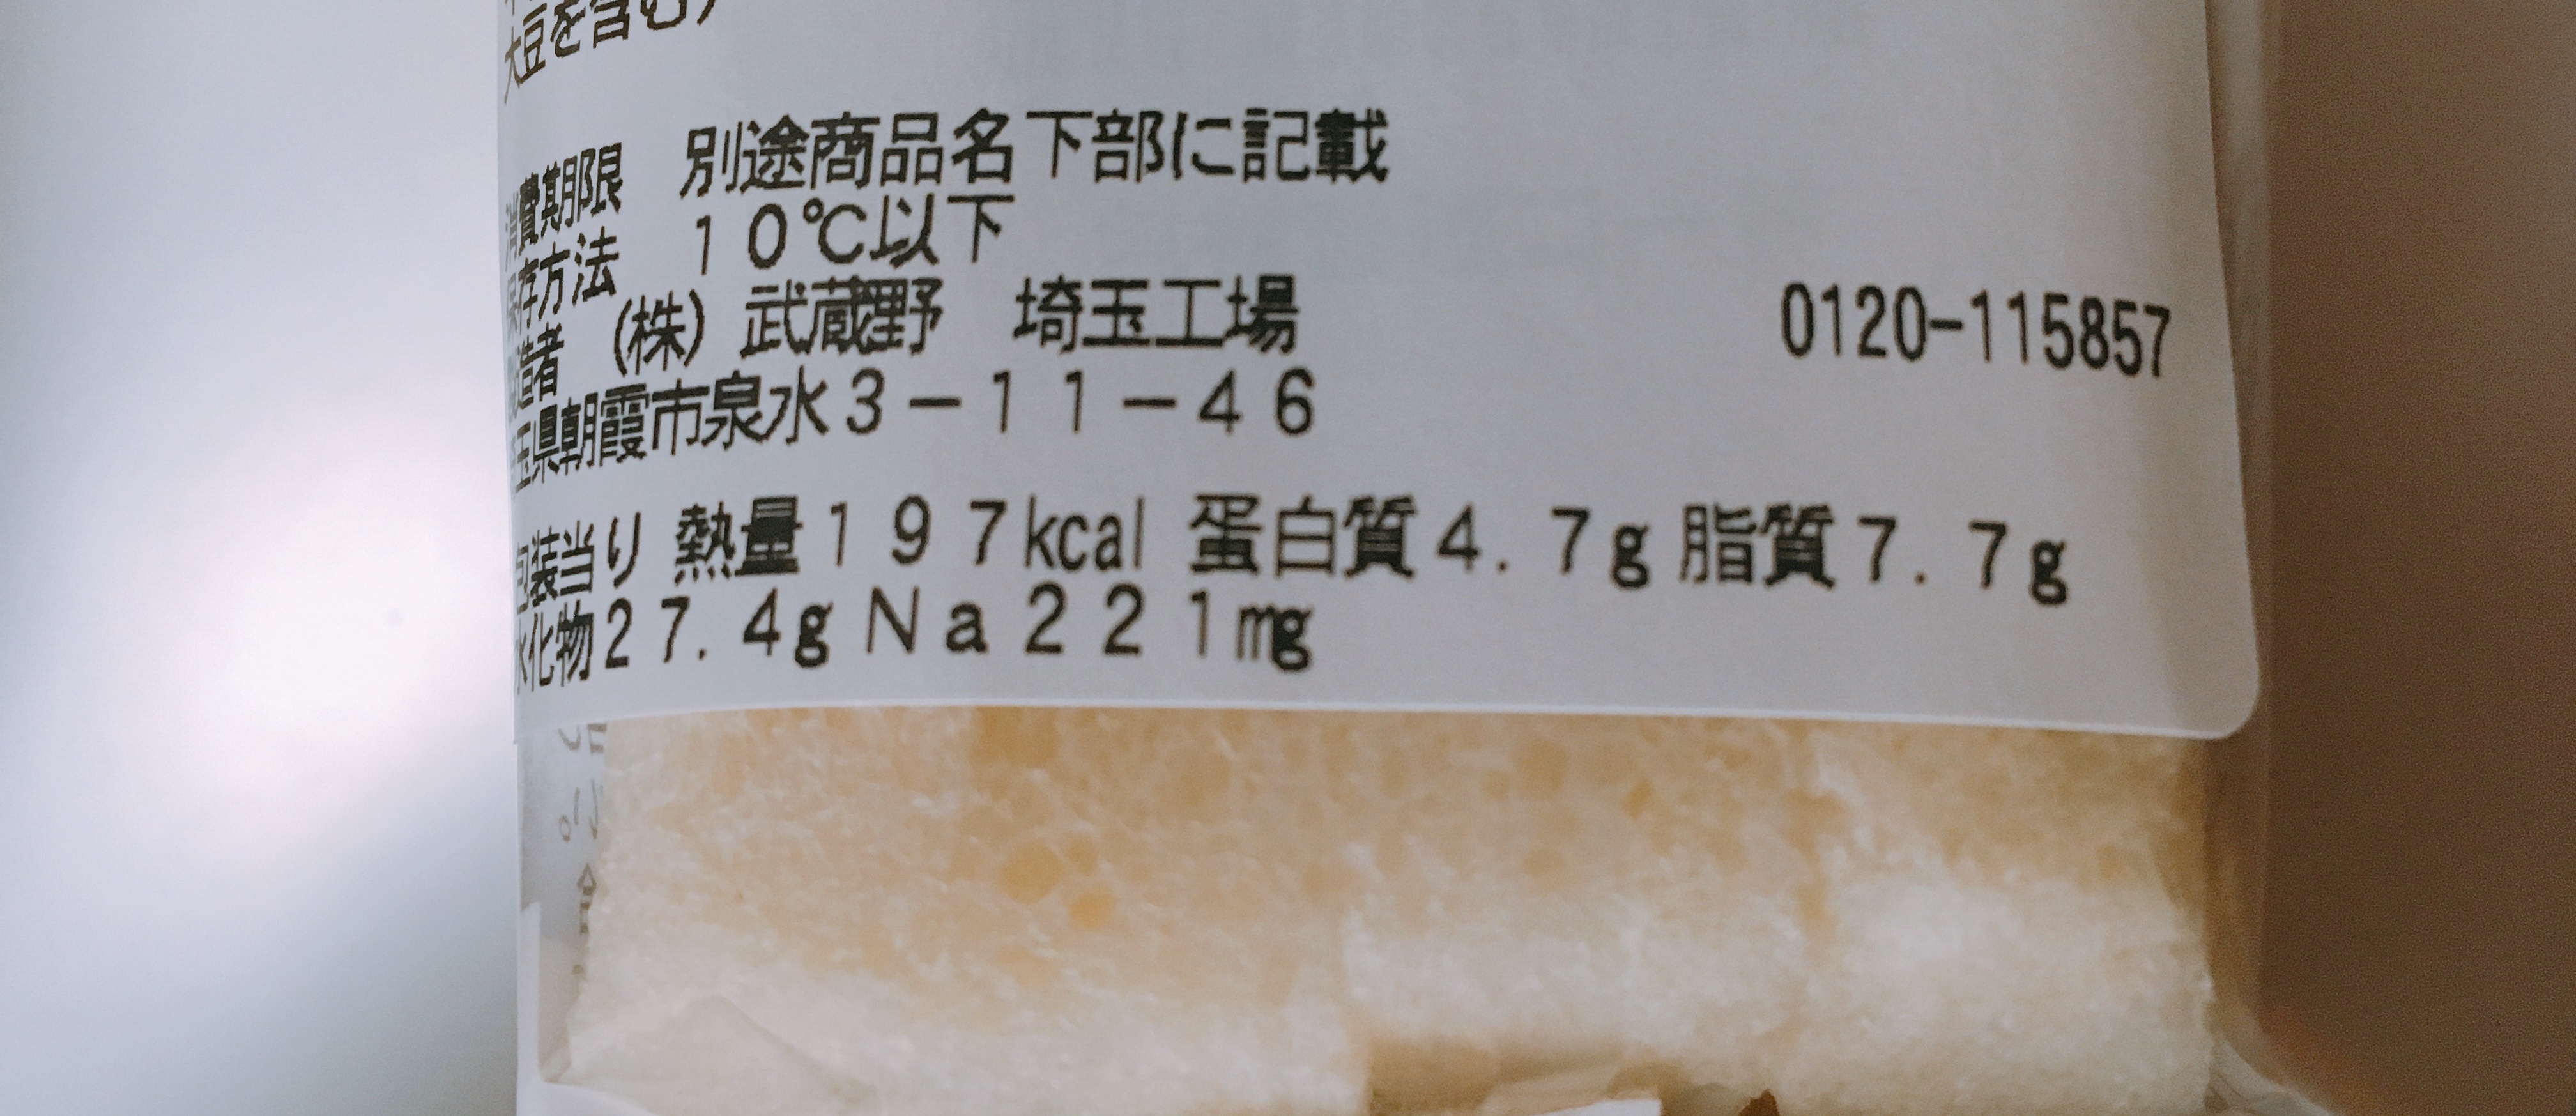 大豆を含む)
消費期限 別途商品名下部に記載
保存方法 10℃以下
製造者 (株)武蔵野 埼玉工場 0120-115857
埼玉県朝霞市泉水3-11-46
包装当り 熱量197kcal 蛋白質4.7g 脂質7.7g
水化物27.4g Na221mg